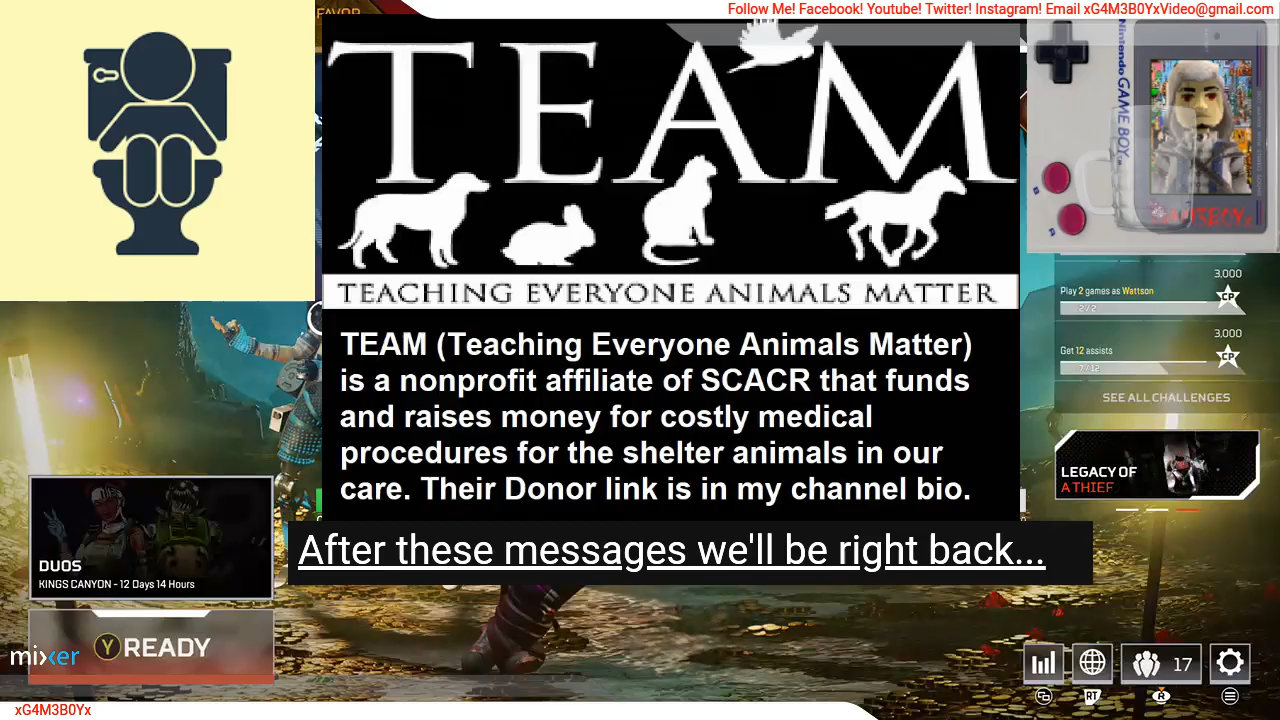 FAVOR
Follow Me! Facebook! Youtube! Twitter! Instagram! Email xG4M3B0YxVideo@gmail.com
TEAM
TEACHING EVERYONE ANIMALS MATTER
TEAM (Teaching Everyone Animals Matter)
is a nonprofit affiliate of SCACR that funds
and raises money for costly medical
procedures for the shelter animals in our
care. Their Donor link is in my channel bio.
After these messages we'll be right back...
Nintendo GAME BOY
3,000
Play 2 games as Wattson
CP
2/2
3,000
Get 12 assists
CP
7/12
SEE ALL CHALLENGES
LEGACY OF
A THIEF
DUOS
KINGS CANYON - 12 Days 14 Hours
Y READY
mixer
17
RT
R
xG4M3B0Yx